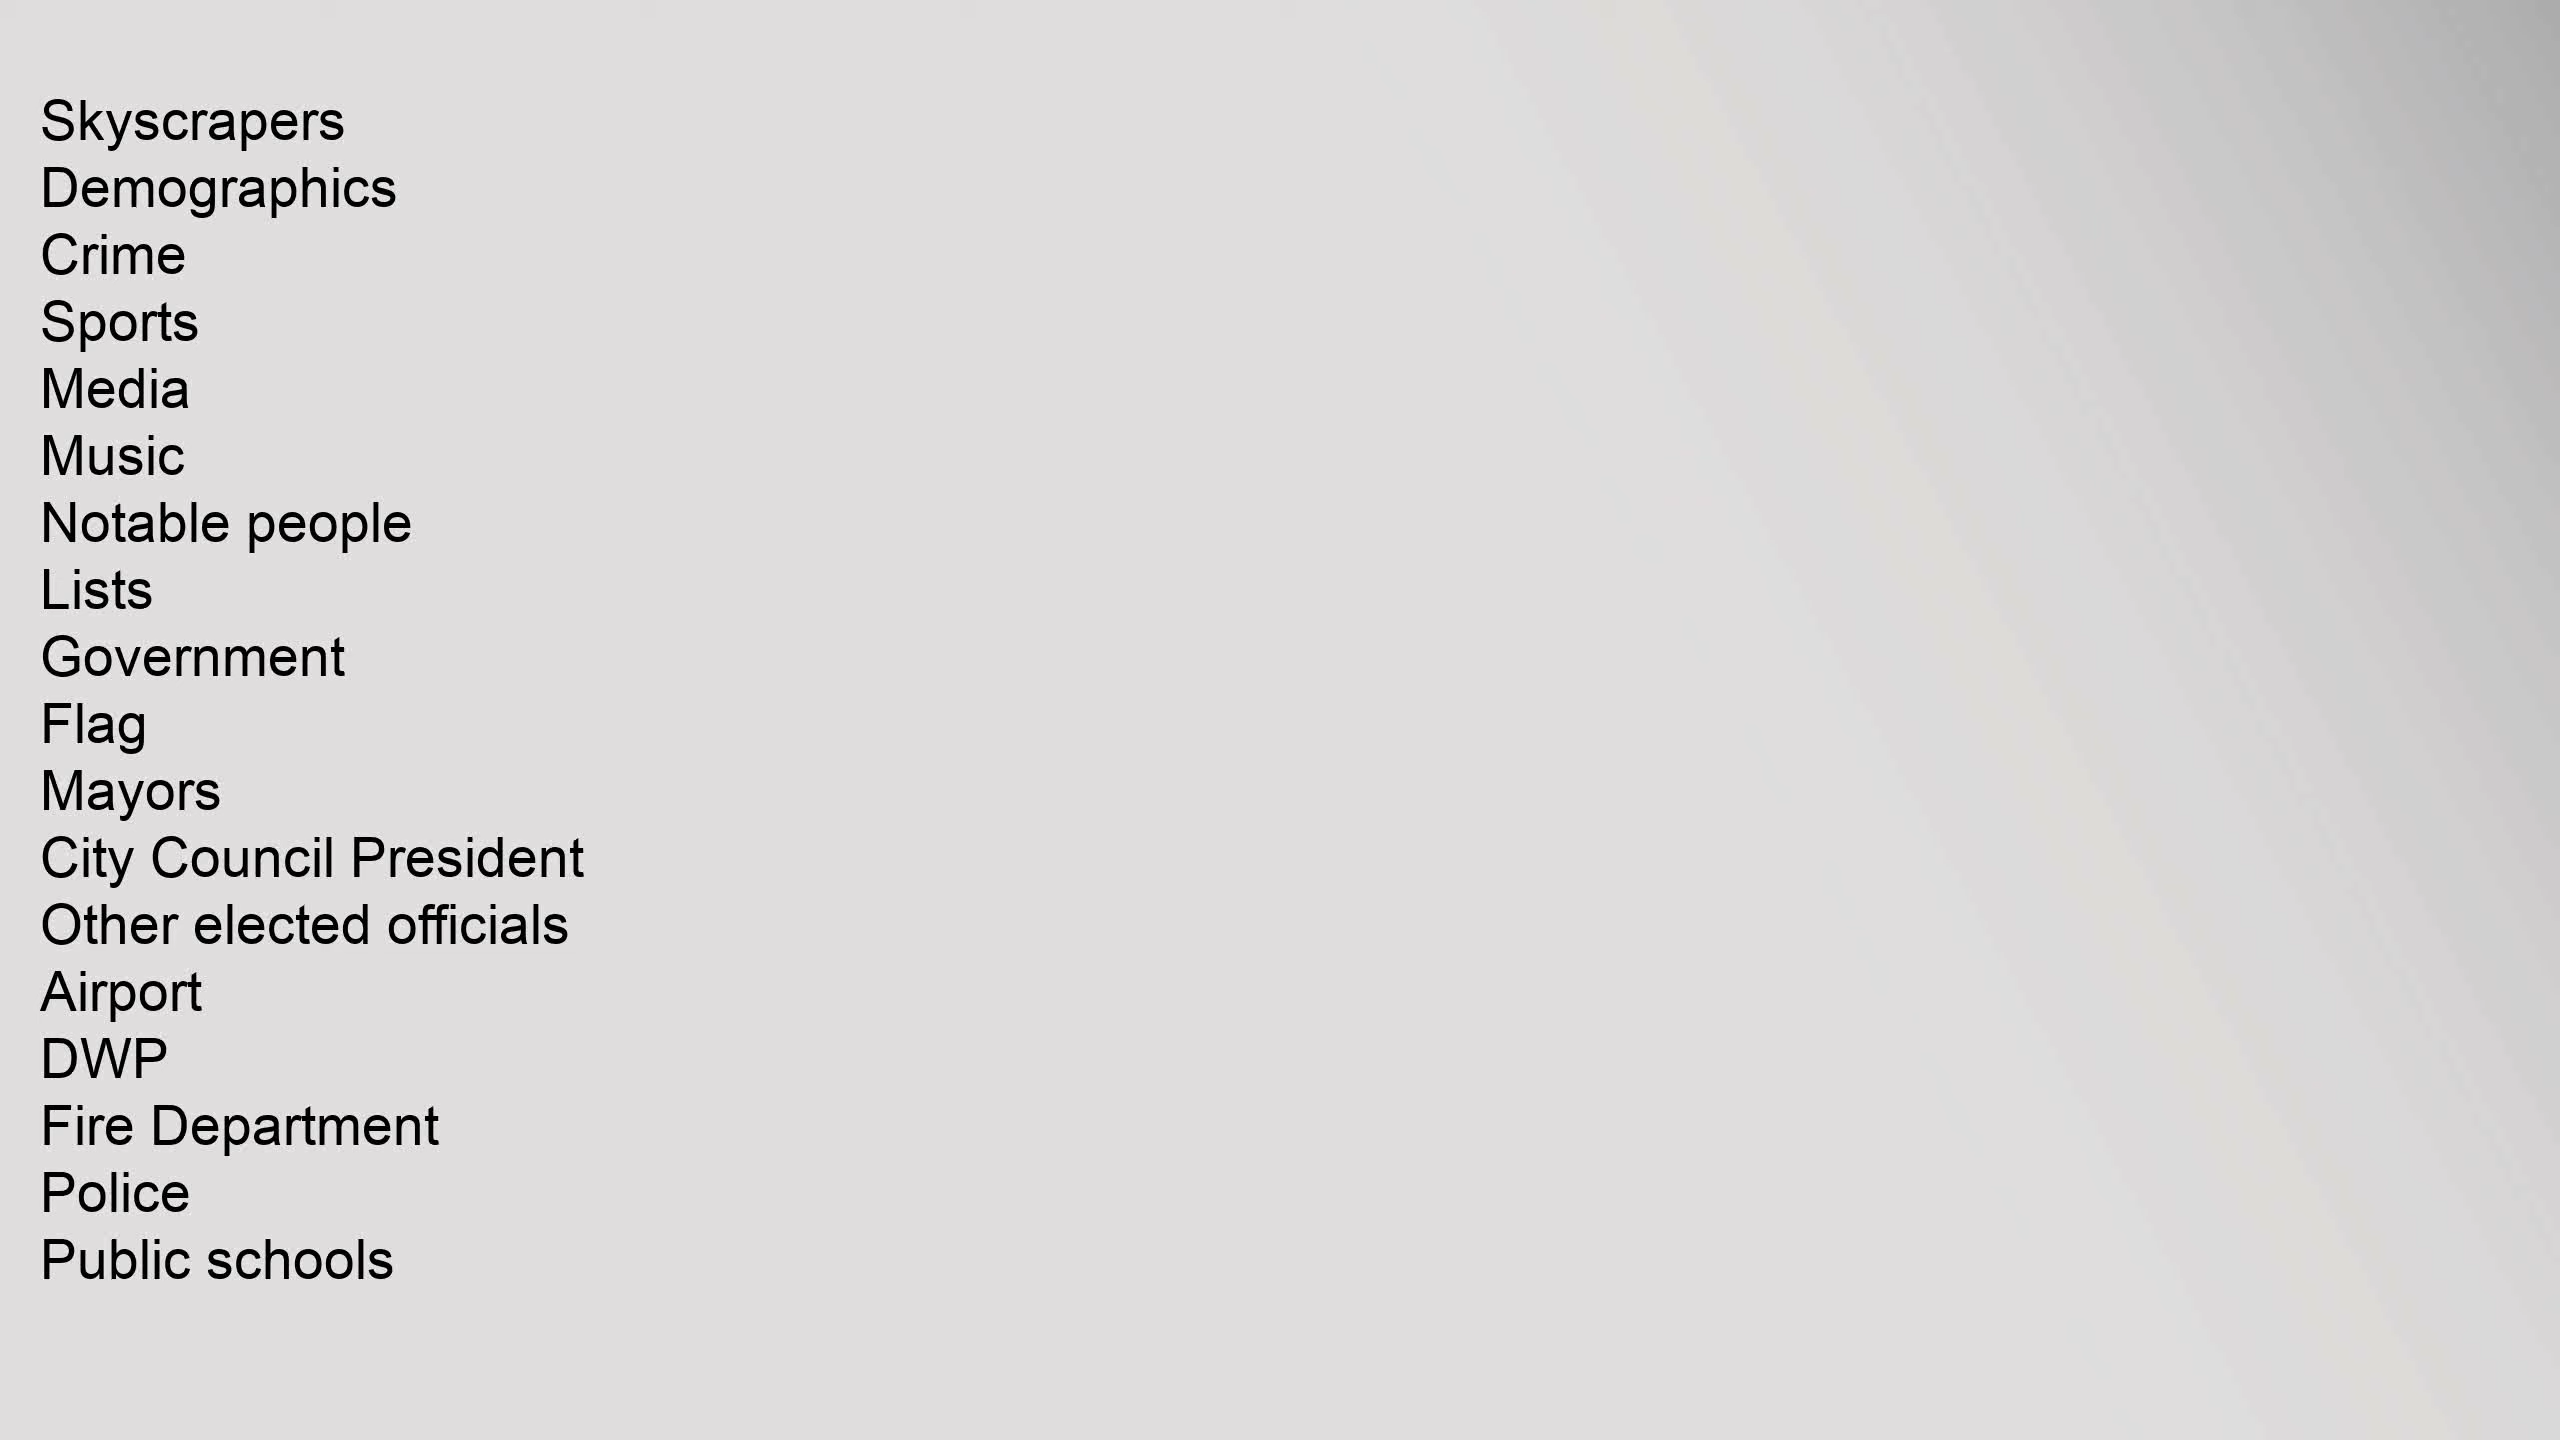 Skyscrapers
Demographics
Crime
Sports
Media
Music
Notable people
Lists
Government
Flag
Mayors
City Council President
Other elected officials
Airport
DWP
Fire Department
Police
Public schools